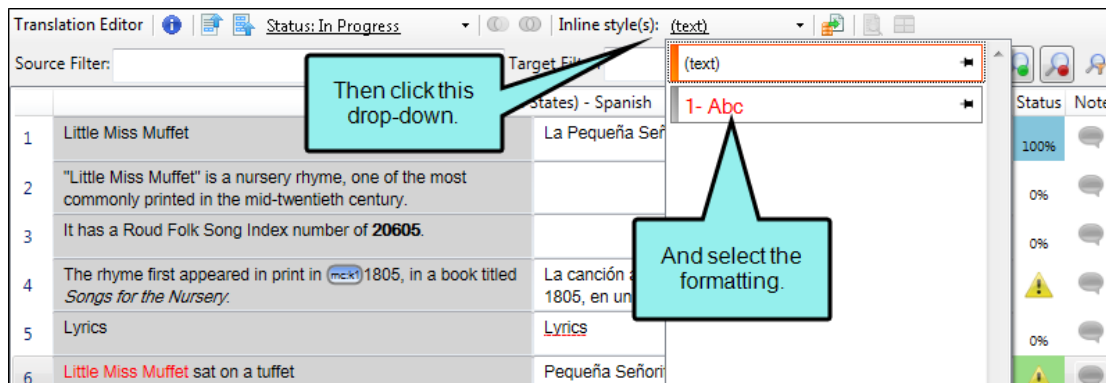 Translation Editor Status: In Progress Inline style(s): (text)
Source Filter: Target Filter: (text)
Then click this
drop-down.
1- Abc
States) - Spanish Status Note
1 Little Miss Muffet La Pequeña Señ 100%
2 "Little Miss Muffet" is a nursery rhyme, one of the most
commonly printed in the mid-twentieth century. 0%
3 It has a Roud Folk Song Index number of 20605. 0%
And select the
formatting.
4 The rhyme first appeared in print in mc:k1 1805, in a book titled La canción a
Songs for the Nursery. 1805, en un
5 Lyrics Lyrics 0%
6 Little Miss Muffet sat on a tuffet Pequeña Señori